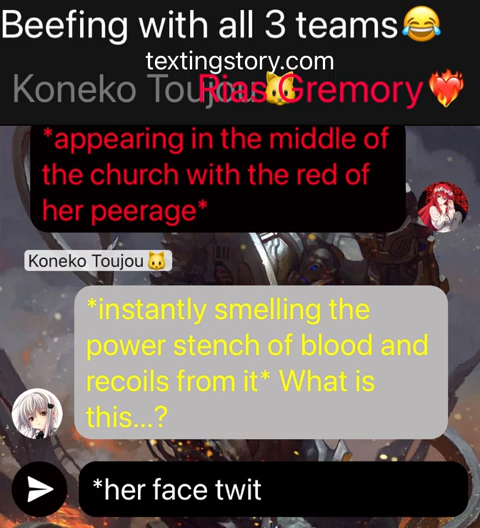 Beefing with all 3 teams😂
textingstory.com
Koneko Toujou🐱
Rias Gremory❤️‍🔥
*appearing in the middle of
the church with the red of
her peerage*
Koneko Toujou🐱
*instantly smelling the
power stench of blood and
recoils from it* What is
this...?
*her face twit